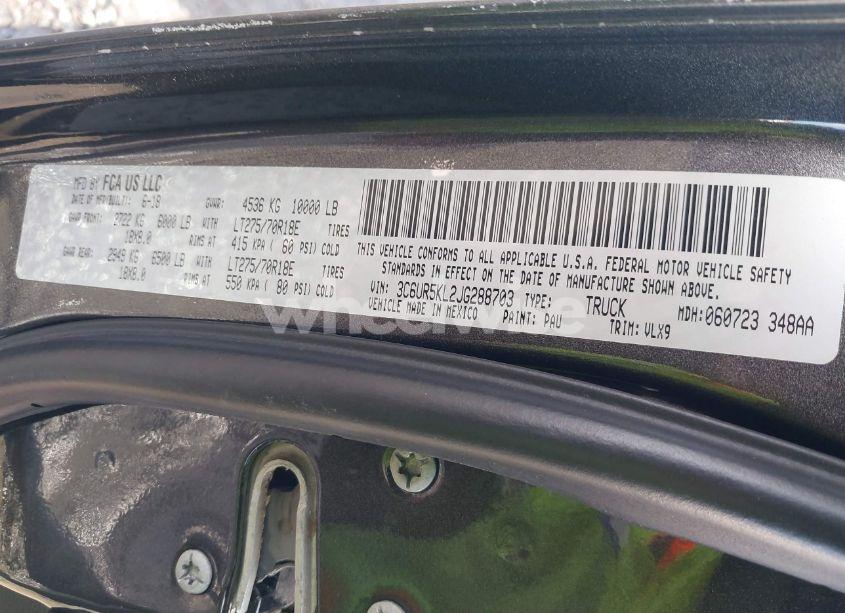 MFD BY FCA US LLC
DATE OF MFR/BUILT: 6-18 GVWR: 4536 KG 10000 LB
GAWR FRONT: 2722 KG 6000 LB WITH LT275/70R18E TIRES
18X8.0 RIMS AT 415 KPA ( 60 PSI) COLD
GAWR REAR: 2949 KG 6500 LB WITH LT275/70R18E TIRES
18X8.0 RIMS AT 550 KPA ( 80 PSI) COLD
THIS VEHICLE CONFORMS TO ALL APPLICABLE U.S.A. FEDERAL MOTOR VEHICLE SAFETY
STANDARDS IN EFFECT ON THE DATE OF MANUFACTURE SHOWN ABOVE.
VIN: 3C6UR5KL2JG288703 TYPE: TRUCK MDH: 060723 348AA
VEHICLE MADE IN MEXICO PAINT: PAU TRIM: VLX9
wheelwise